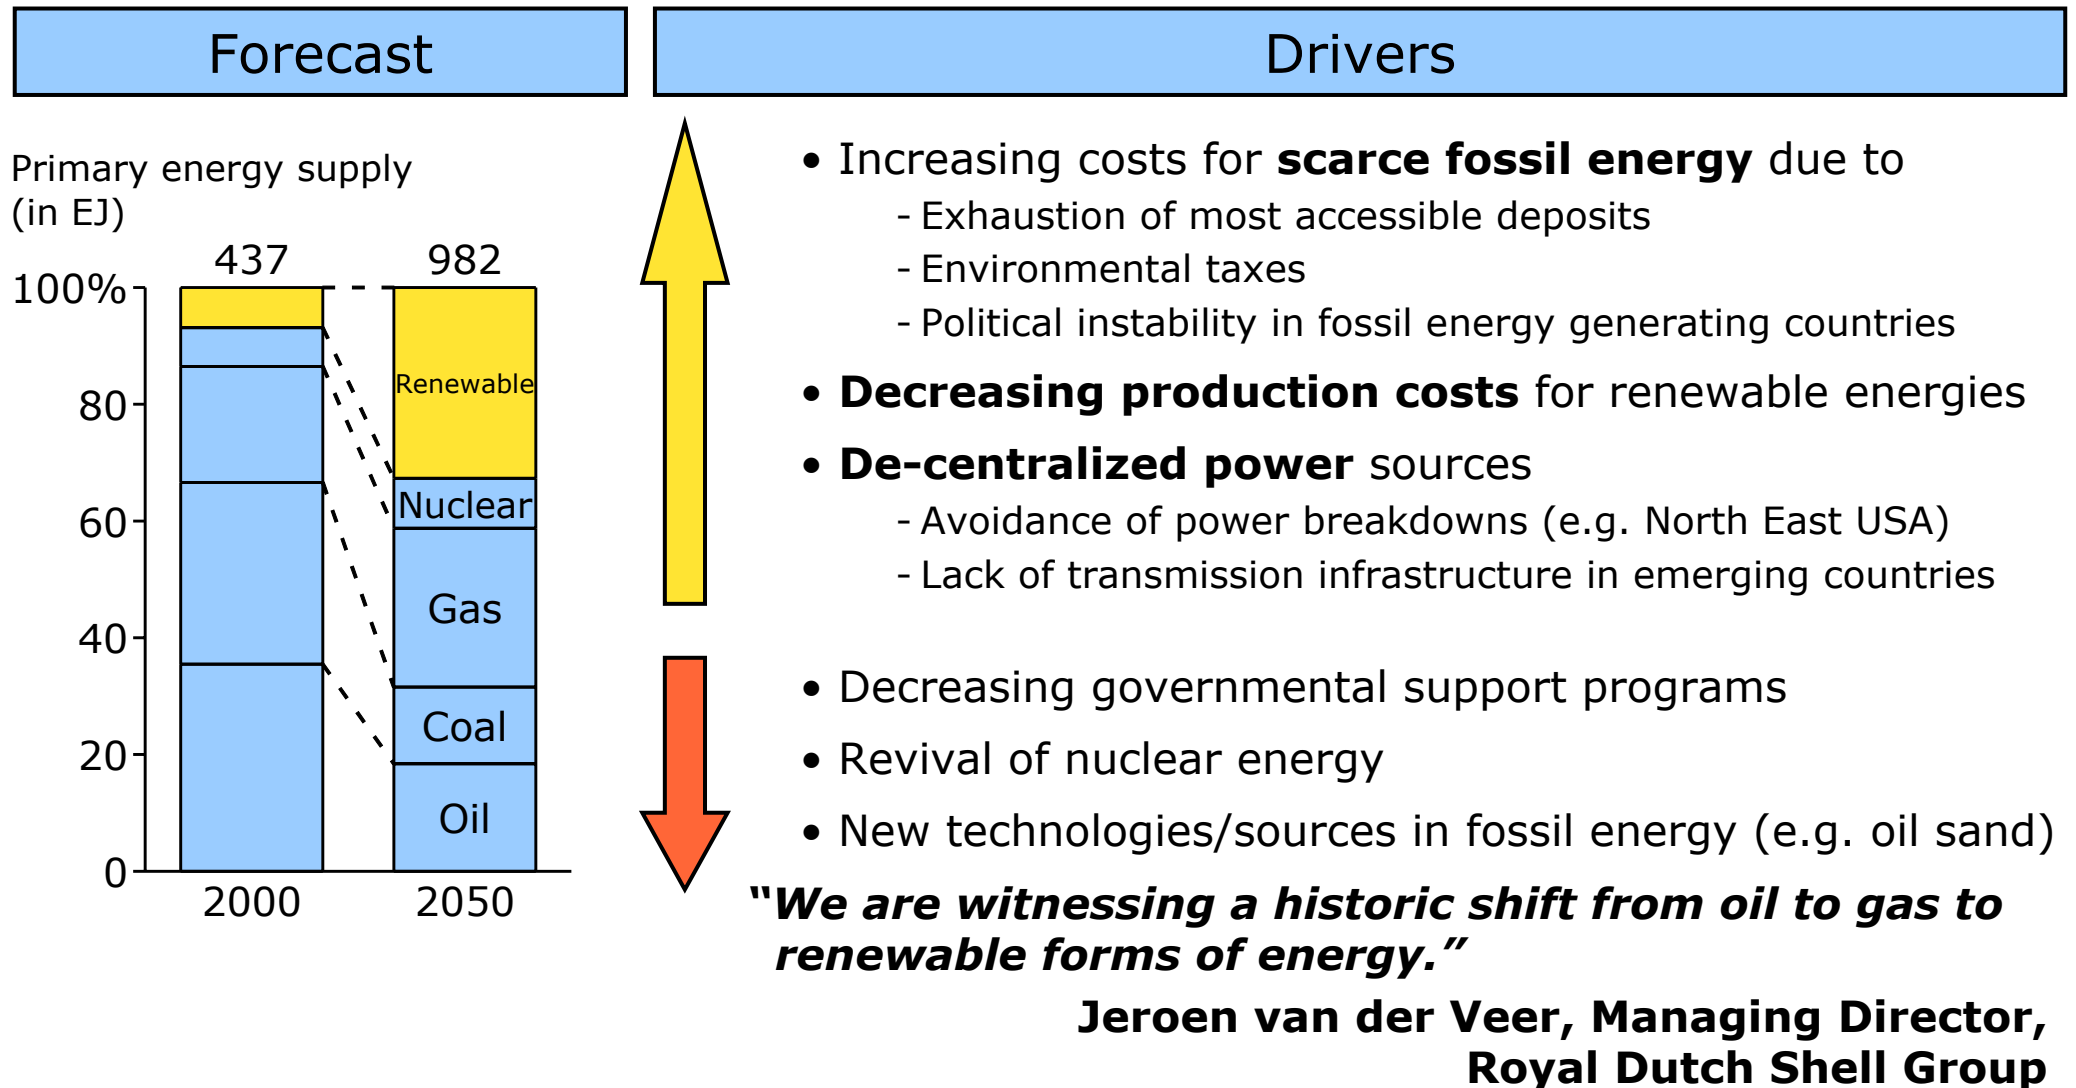 Forecast
Drivers
Primary energy supply
(in EJ)
437
982
100%
80
60
40
20
0
Renewable
Nuclear
Gas
Coal
Oil
2000
2050
• Increasing costs for scarce fossil energy due to
- Exhaustion of most accessible deposits
- Environmental taxes
- Political instability in fossil energy generating countries
• Decreasing production costs for renewable energies
• De-centralized power sources
- Avoidance of power breakdowns (e.g. North East USA)
- Lack of transmission infrastructure in emerging countries
• Decreasing governmental support programs
• Revival of nuclear energy
• New technologies/sources in fossil energy (e.g. oil sand)
“We are witnessing a historic shift from oil to gas to
renewable forms of energy.”
Jeroen van der Veer, Managing Director,
Royal Dutch Shell Group